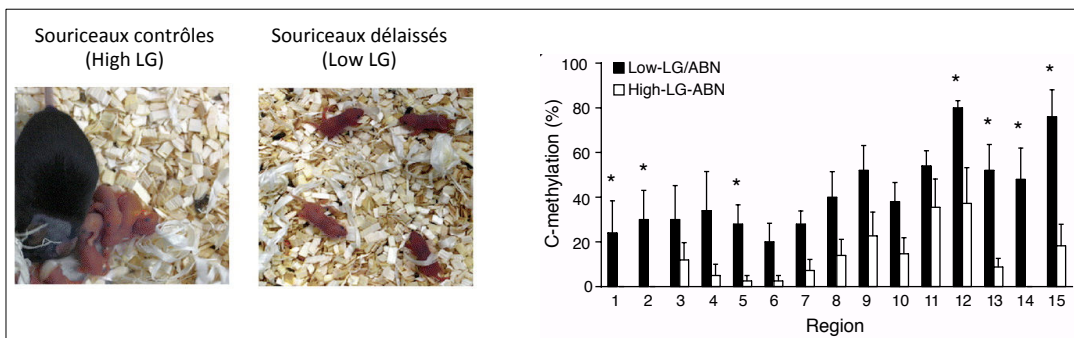 Souriceaux contrôles
(High LG)
Souriceaux délaissés
(Low LG)
C-methylation (%)
100
80
60
40
20
0
Low-LG/ABN
High-LG-ABN
* * * * * * *
1 2 3 4 5 6 7 8 9 10 11 12 13 14 15
Region